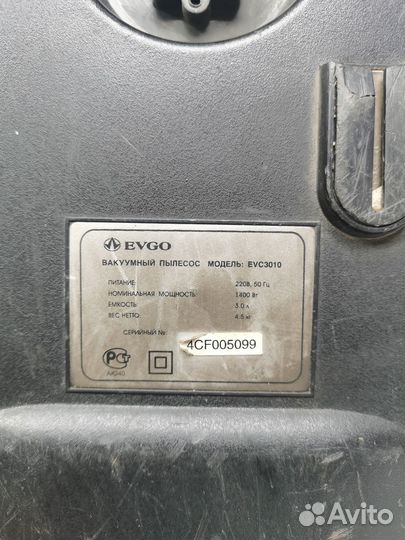 EVGO
ВАКУУМНЫЙ ПЫЛЕСОС МОДЕЛЬ: EVC3010
ПИТАНИЕ: 220В, 50 Гц
НОМИНАЛЬНАЯ МОЩНОСТЬ: 1400 Вт
ЕМКОСТЬ: 3.0 л
ВЕС НЕТТО: 4.5 кг
СЕРИЙНЫЙ №: 4CF005099
Avito